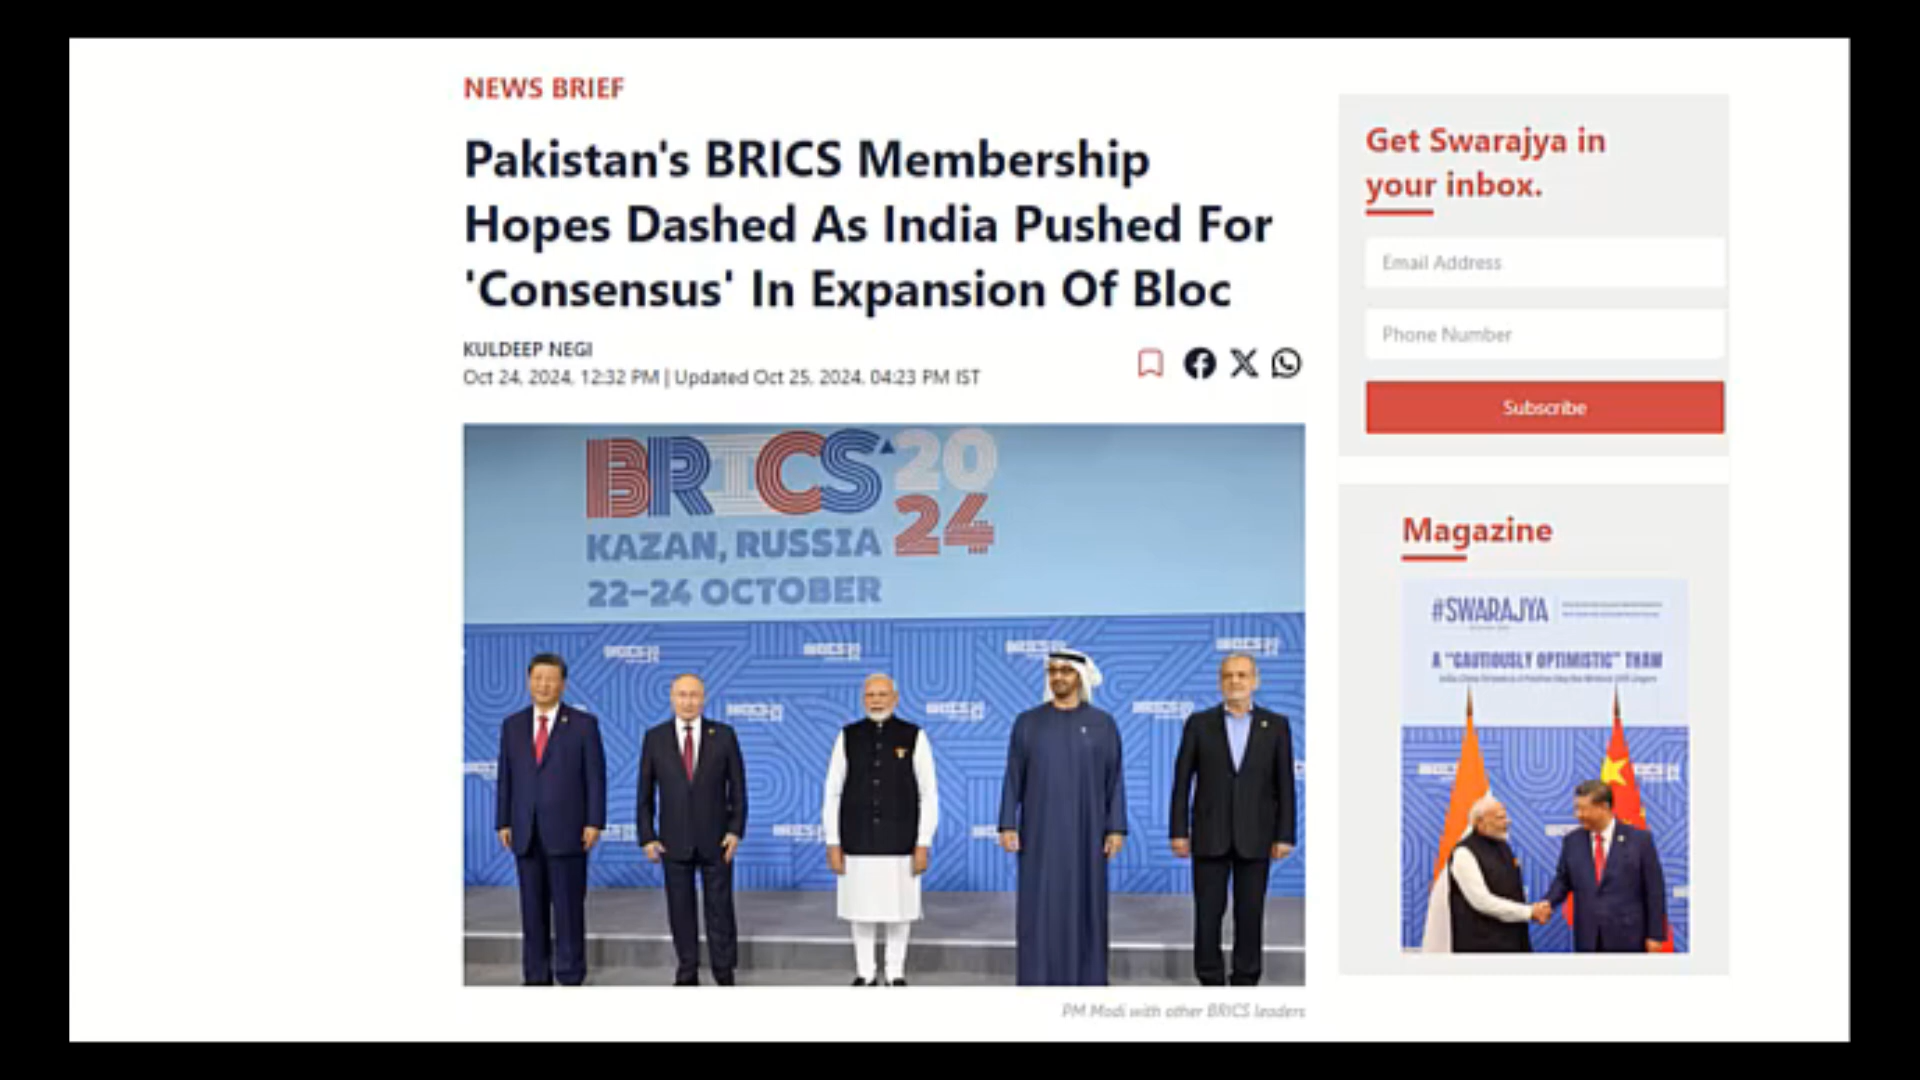 NEWS BRIEF
Pakistan's BRICS Membership
Hopes Dashed As India Pushed For
'Consensus' In Expansion Of Bloc
KULDEEP NEGI
Oct 24, 2024, 12:32 PM | Updated Oct 25, 2024, 04:23 PM IST
BRICS 20
24
KAZAN, RUSSIA
22–24 OCTOBER
PM Modi with other BRICS leaders
Get Swarajya in
your inbox.
Email Address
Phone Number
Subscribe
Magazine
#SWARAJYA
A "CAUTIOUSLY OPTIMISTIC" THAW